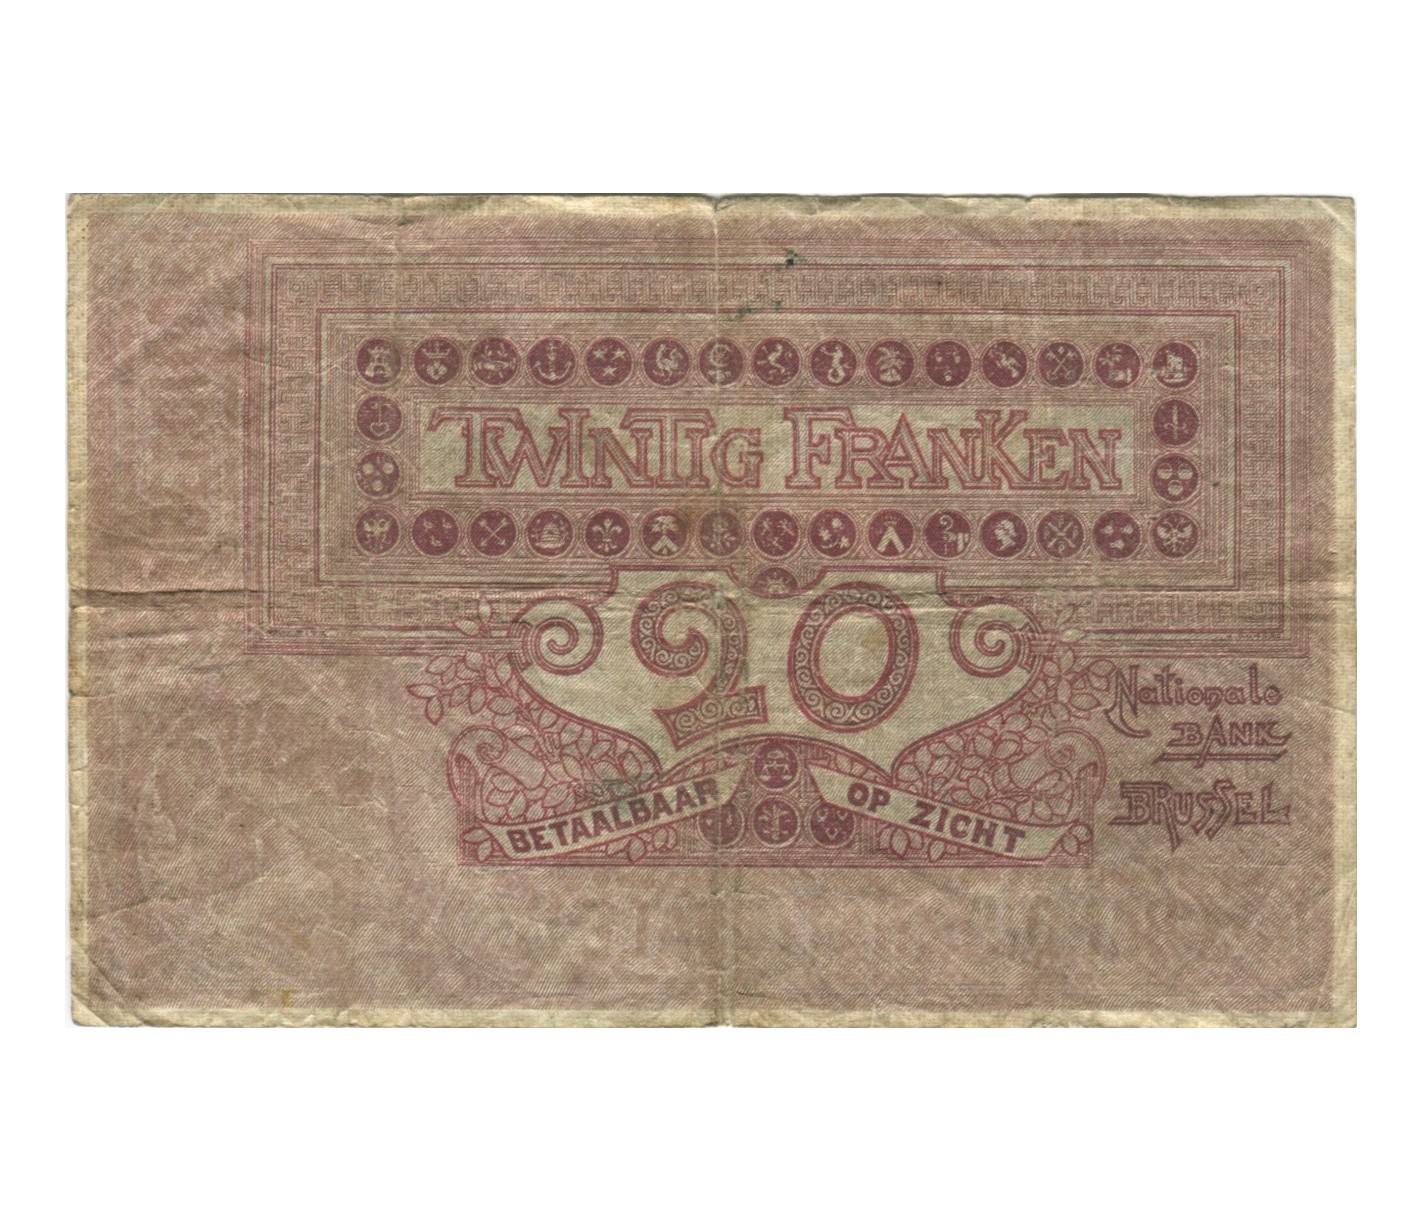 TWINTIG FRANKEN
20
Nationale
BANK
BRUSSEL
BETAALBAAR OP ZICHT